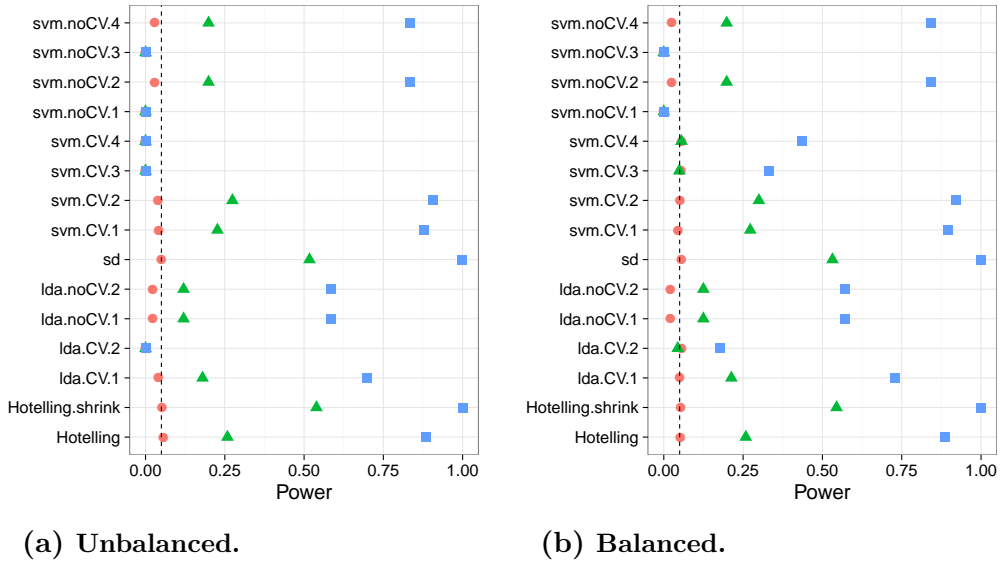 svm.noCV.4
svm.noCV.3
svm.noCV.2
svm.noCV.1
svm.CV.4
svm.CV.3
svm.CV.2
svm.CV.1
sd
lda.noCV.2
lda.noCV.1
lda.CV.2
lda.CV.1
Hotelling.shrink
Hotelling
0.00 0.25 0.50 0.75 1.00
Power
(a) Unbalanced.
svm.noCV.4
svm.noCV.3
svm.noCV.2
svm.noCV.1
svm.CV.4
svm.CV.3
svm.CV.2
svm.CV.1
sd
lda.noCV.2
lda.noCV.1
lda.CV.2
lda.CV.1
Hotelling.shrink
Hotelling
0.00 0.25 0.50 0.75 1.00
Power
(b) Balanced.